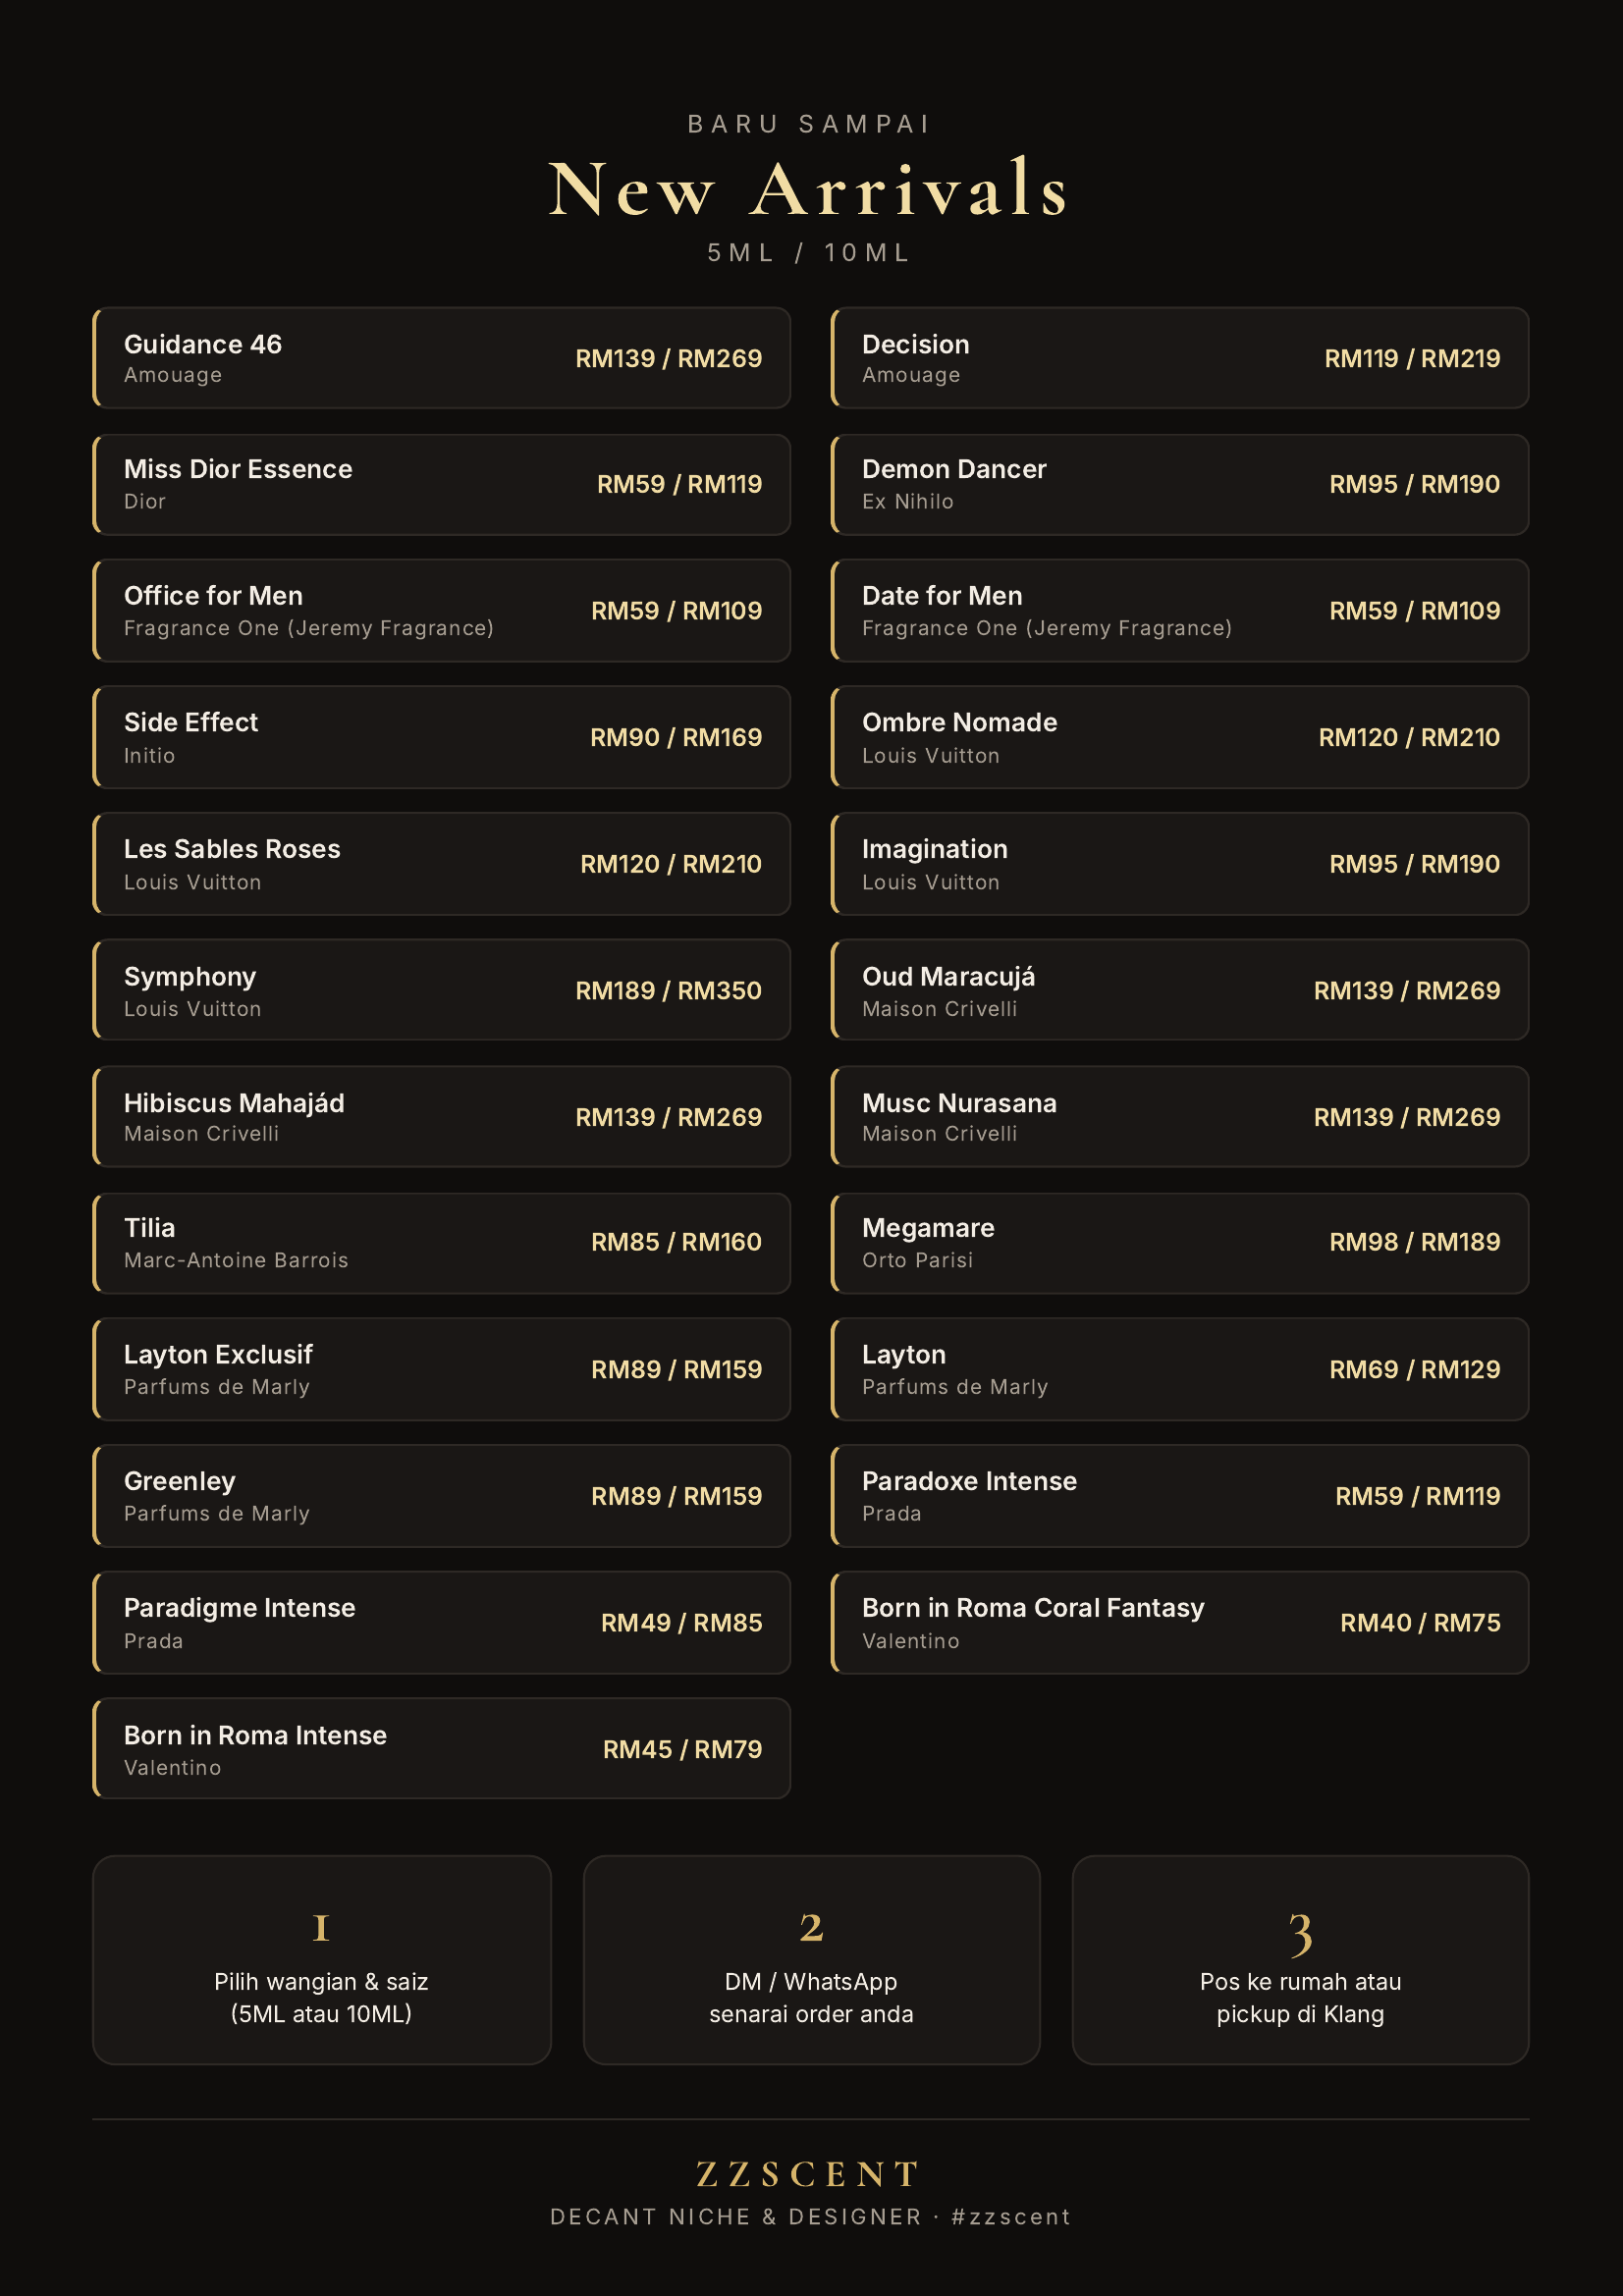 BARU SAMPAI
New Arrivals
5ML / 10ML
Guidance 46
Amouage
RM139 / RM269
Decision
Amouage
RM119 / RM219
Miss Dior Essence
Dior
RM59 / RM119
Demon Dancer
Ex Nihilo
RM95 / RM190
Office for Men
Fragrance One (Jeremy Fragrance)
RM59 / RM109
Date for Men
Fragrance One (Jeremy Fragrance)
RM59 / RM109
Side Effect
Initio
RM90 / RM169
Ombre Nomade
Louis Vuitton
RM120 / RM210
Les Sables Roses
Louis Vuitton
RM120 / RM210
Imagination
Louis Vuitton
RM95 / RM190
Symphony
Louis Vuitton
RM189 / RM350
Oud Maracujá
Maison Crivelli
RM139 / RM269
Hibiscus Mahajád
Maison Crivelli
RM139 / RM269
Musc Nurasana
Maison Crivelli
RM139 / RM269
Tilia
Marc-Antoine Barrois
RM85 / RM160
Megamare
Orto Parisi
RM98 / RM189
Layton Exclusif
Parfums de Marly
RM89 / RM159
Layton
Parfums de Marly
RM69 / RM129
Greenley
Parfums de Marly
RM89 / RM159
Paradoxe Intense
Prada
RM59 / RM119
Paradigme Intense
Prada
RM49 / RM85
Born in Roma Coral Fantasy
Valentino
RM40 / RM75
Born in Roma Intense
Valentino
RM45 / RM79
1
Pilih wangian & saiz
(5ML atau 10ML)
2
DM / WhatsApp
senarai order anda
3
Pos ke rumah atau
pickup di Klang
ZZSCENT
DECANT NICHE & DESIGNER · #zzscent